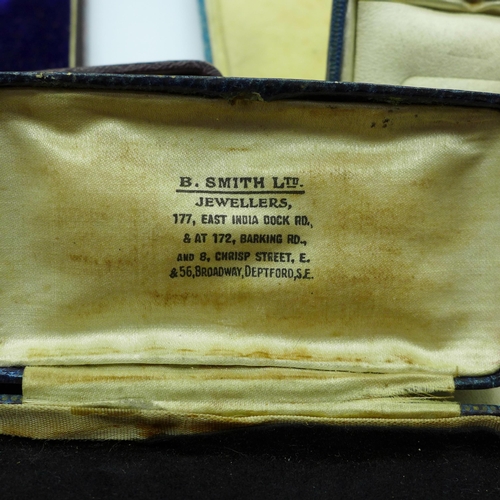 B. SMITH LTD.
JEWELLERS,
177, EAST INDIA DOCK RD.,
& AT 172, BARKING RD.,
AND 8, CHRISP STREET, E.
& 56, BROADWAY, DEPTFORD, S.E.